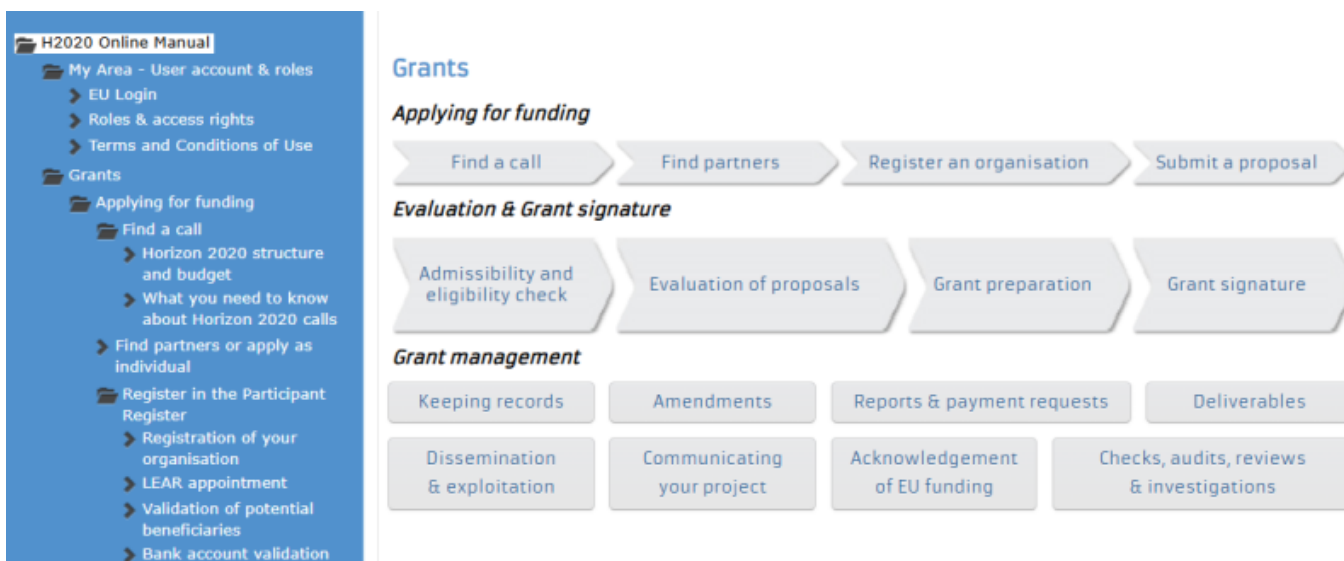 H2020 Online Manual
My Area - User account & roles
EU Login
Roles & access rights
Terms and Conditions of Use
Grants
Applying for funding
Find a call
Horizon 2020 structure
and budget
What you need to know
about Horizon 2020 calls
Find partners or apply as
individual
Register in the Participant
Register
Registration of your
organisation
LEAR appointment
Validation of potential
beneficiaries
Bank account validation
Grants
Applying for funding
Find a call
Find partners
Register an organisation
Submit a proposal
Evaluation & Grant signature
Admissibility and
eligibility check
Evaluation of proposals
Grant preparation
Grant signature
Grant management
Keeping records
Amendments
Reports & payment requests
Deliverables
Dissemination
& exploitation
Communicating
your project
Acknowledgement
of EU funding
Checks, audits, reviews
& investigations